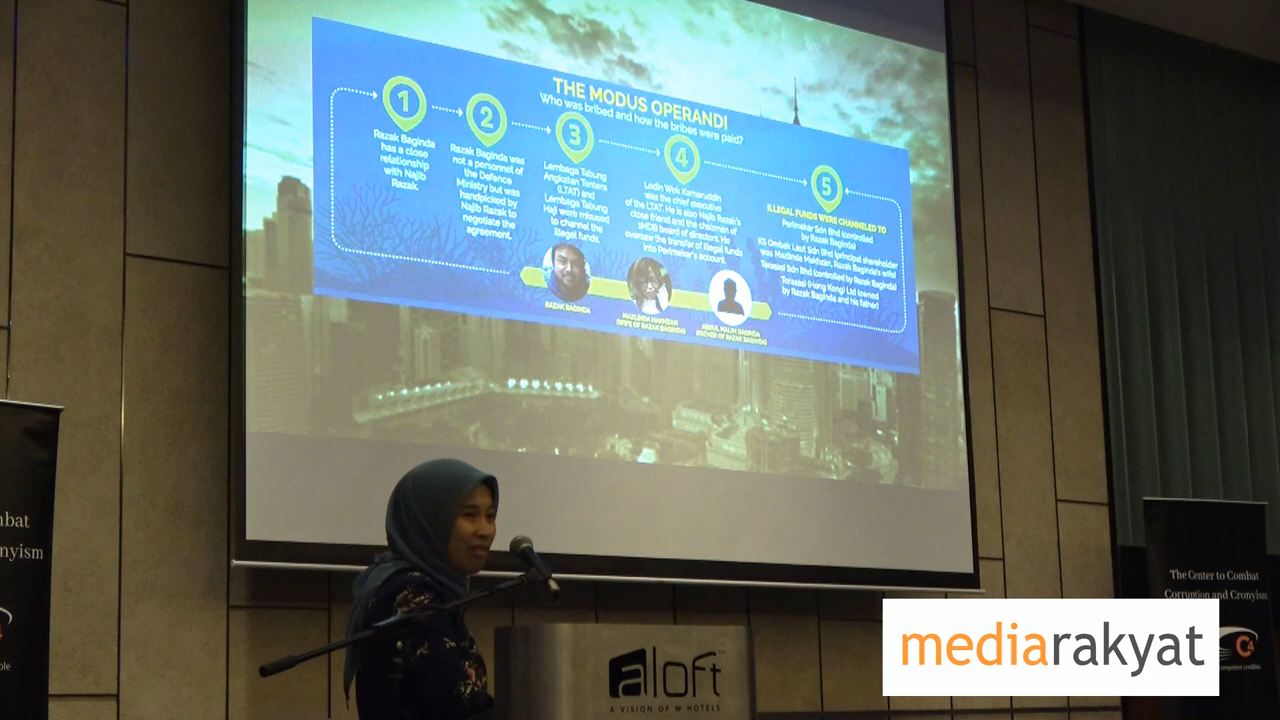 THE MODUS OPERANDI
Who was bribed and how the bribes were paid?
1
Razak Baginda
has a close
relationship
with Najib
Razak.
2
Razak Baginda was
not a personnel of
the Defence
Ministry but was
handpicked by
Najib Razak to
negotiate the
agreement.
3
Lembaga Tabung
Angkatan Tentera
(LTAT) and
Lembaga Tabung
Haji were misused
to channel the
illegal funds.
4
Lodin Wok Kamaruddin
was the chief executive
of the LTAT. He is also Najib Razak's
close friend and the chairman of
1MDB board of directors. He
oversaw the transfer of illegal funds
into Perimekar's account.
5
ILLEGAL FUNDS WERE CHANNELED TO
Perimekar Sdn Bhd (controlled
by Razak Baginda)
KS Ombak Laut Sdn Bhd (principal shareholder
was Mazlinda Makhzan, Razak Baginda's wife)
Terasasi Sdn Bhd (controlled by Razak Baginda)
Terasasi (Hong Kong) Ltd (owned
by Razak Baginda and his father)
RAZAK BAGINDA
MAZLINDA MAKHZAN
(WIFE OF RAZAK BAGINDA)
ABDUL MALIM BAGINDA
(FATHER OF RAZAK BAGINDA)
mbat
nyism
ble
The Center to Combat
Corruption and Cronyism
C4
competent credible
aloft
A VISION OF W HOTELS
mediarakyat